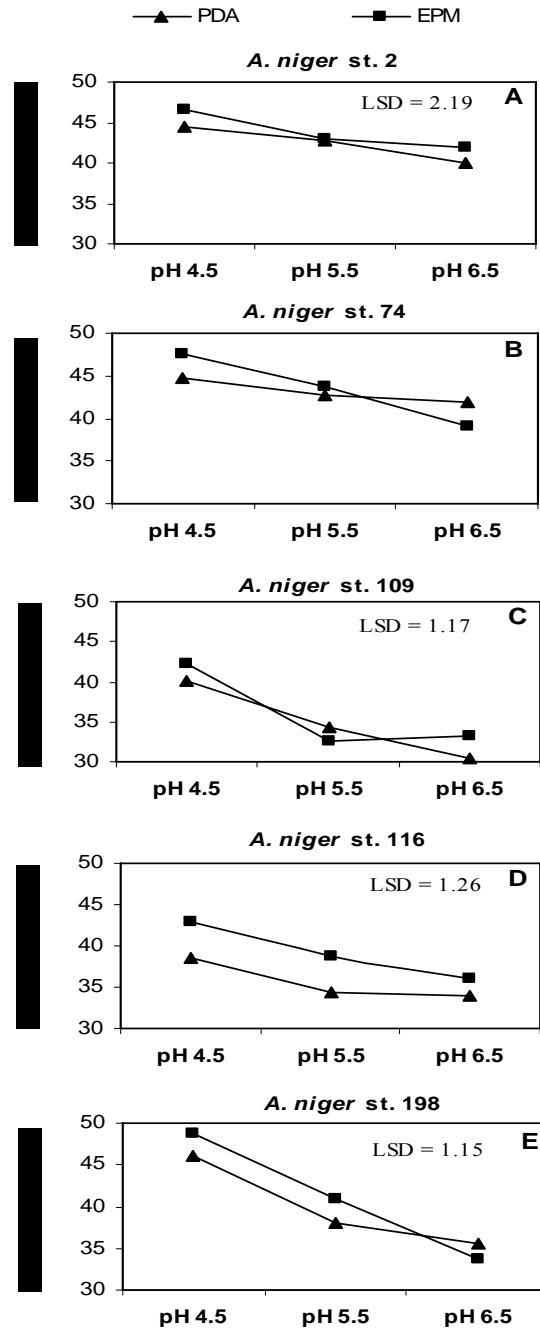 PDA EPM
A. niger st. 2
50
45
40
35
30
LSD = 2.19
A
pH 4.5 pH 5.5 pH 6.5
A. niger st. 74
50
45
40
35
30
B
pH 4.5 pH 5.5 pH 6.5
A. niger st. 109
50
45
40
35
30
LSD = 1.17
C
pH 4.5 pH 5.5 pH 6.5
A. niger st. 116
50
45
40
35
30
LSD = 1.26
D
pH 4.5 pH 5.5 pH 6.5
A. niger st. 198
50
45
40
35
30
LSD = 1.15
E
pH 4.5 pH 5.5 pH 6.5